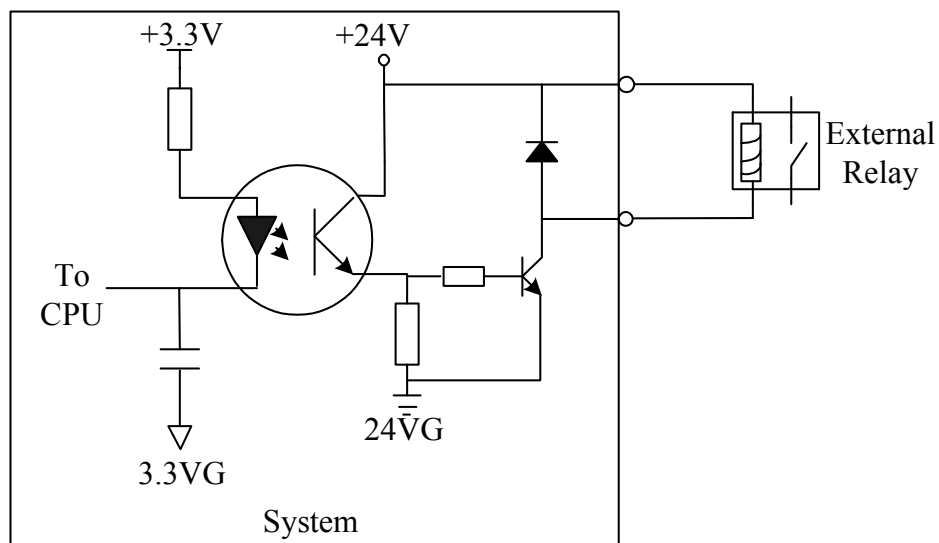 +3.3V
+24V
External
Relay
To
CPU
24VG
3.3VG
System